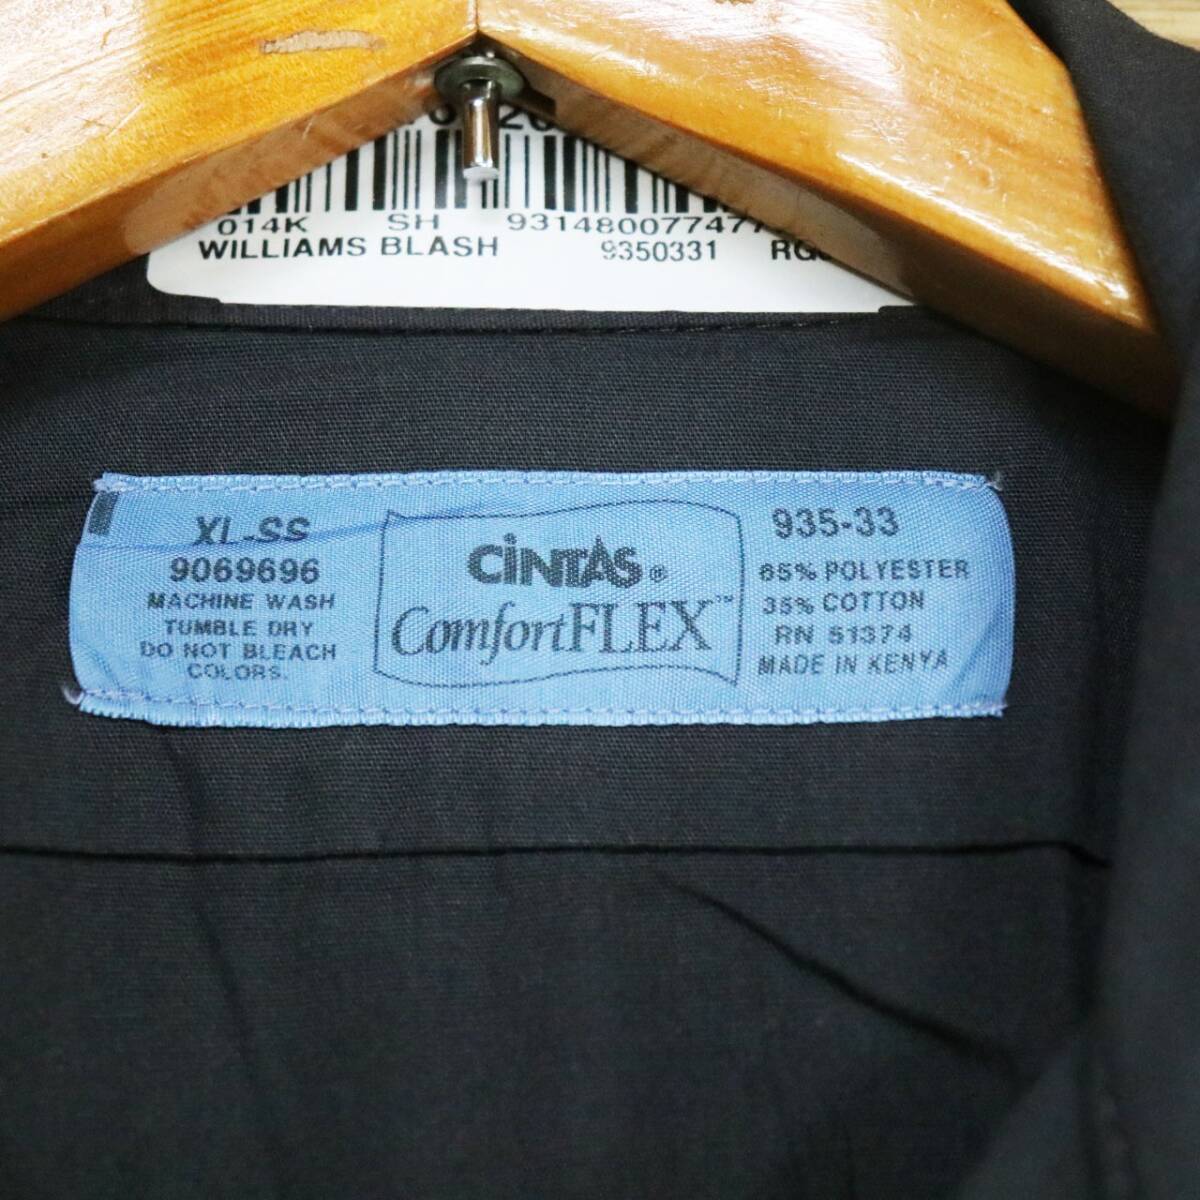 014K SH 9314800774
WILLIAMS BLASH 9350331
XL-SS
9069696
MACHINE WASH
TUMBLE DRY
DO NOT BLEACH
COLORS.
CiNTAS®
ComfortFLEX™
935-33
65% POLYESTER
35% COTTON
RN 51374
MADE IN KENYA